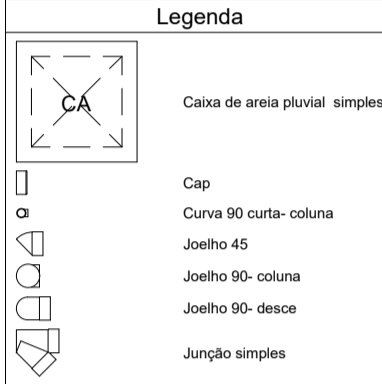 Legenda
CA
Caixa de areia pluvial simples
Cap
Curva 90 curta- coluna
Joelho 45
Joelho 90- coluna
Joelho 90- desce
Junção simples